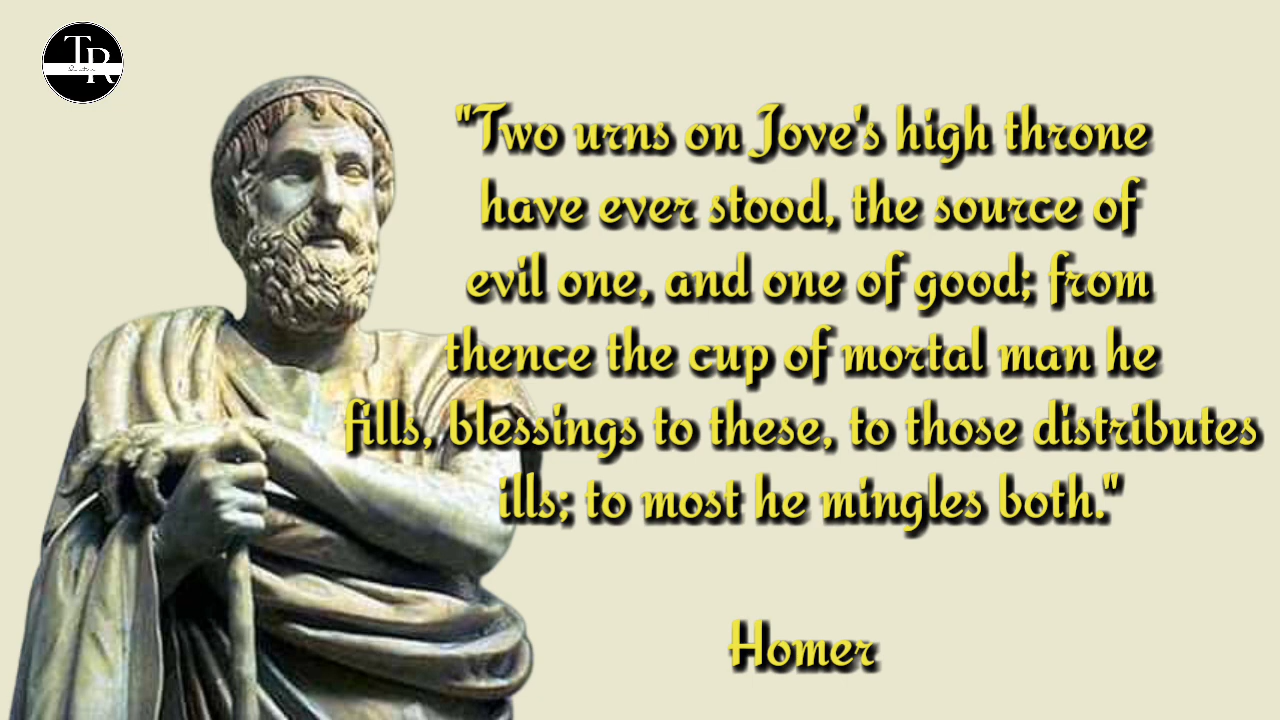 TR
"Two urns on Jove's high throne
have ever stood, the source of
evil one, and one of good; from
thence the cup of mortal man he
fills, blessings to these, to those distributes
ills; to most he mingles both."
Homer